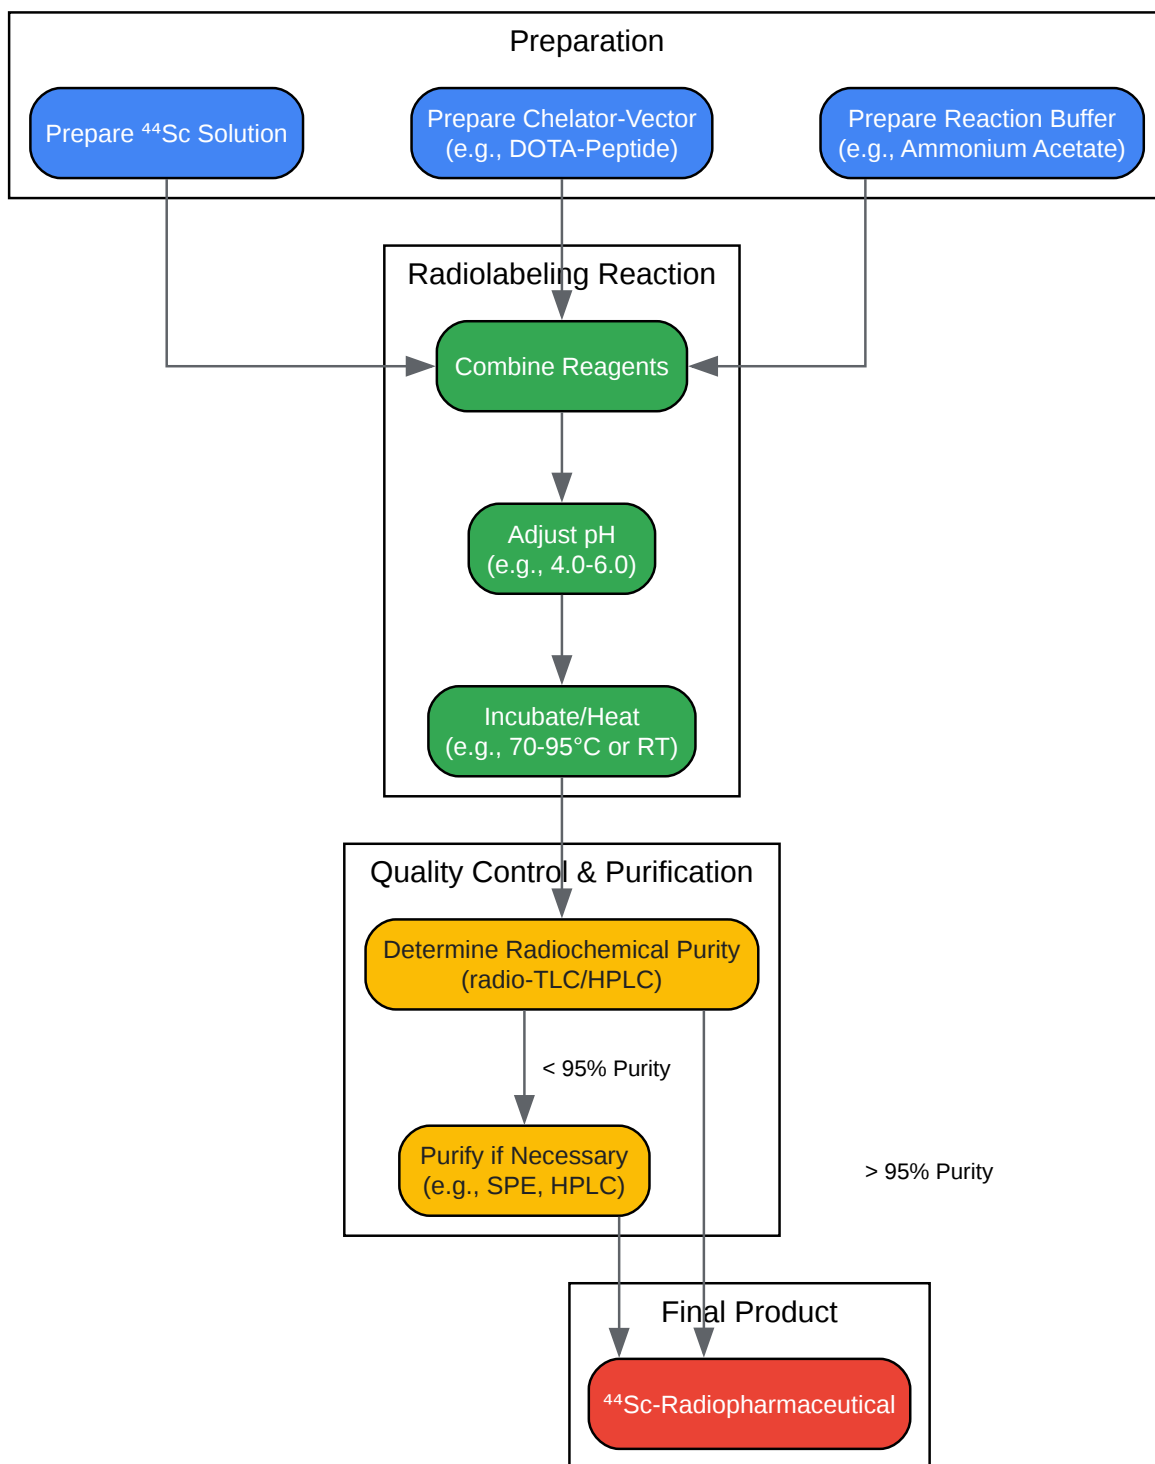 Preparation
Prepare ⁴⁴Sc Solution
Prepare Chelator-Vector
(e.g., DOTA-Peptide)
Prepare Reaction Buffer
(e.g., Ammonium Acetate)
Radiolabeling Reaction
Combine Reagents
Adjust pH
(e.g., 4.0-6.0)
Incubate/Heat
(e.g., 70-95°C or RT)
Quality Control & Purification
Determine Radiochemical Purity
(radio-TLC/HPLC)
< 95% Purity
Purify if Necessary
(e.g., SPE, HPLC)
> 95% Purity
Final Product
⁴⁴Sc-Radiopharmaceutical